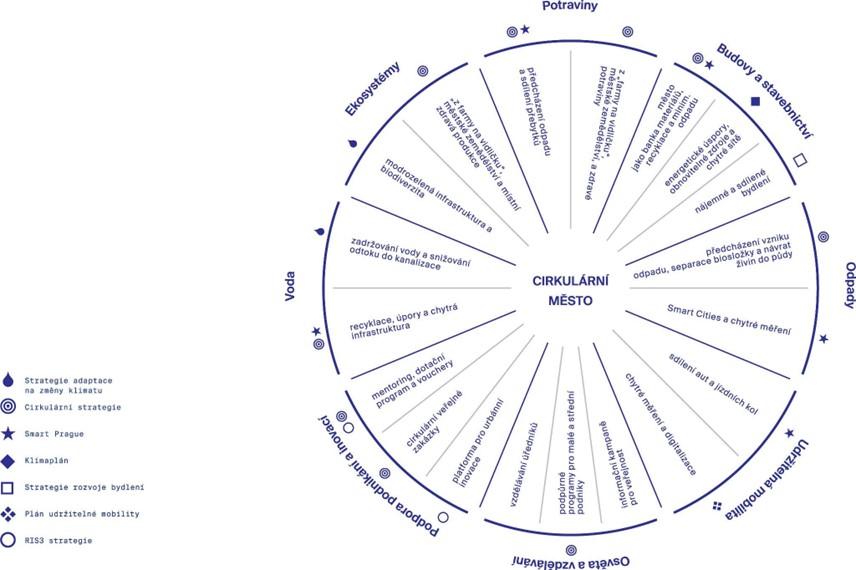 Potraviny
předcházení odpadu
a sdílení přebytků
z "farmy na vidličku"
městské zemědělství, a zdravé
potraviny
Budovy a stavebnictví
město
jako banka materiálů,
recyklace a minim.
odpadu
energetické úspory,
obnovitelné zdroje a
chytré sítě
nájemné a sdílené
bydlení
Odpady
předcházení vzniku
odpadu, separace biosložky a návrat
živin do půdy
Smart Cities a chytré měření
Udržitelná mobilita
sdílení aut a jízdních kol
chytré měření a digitalizace
Osvěta a vzdělávání
informační kampaně
pro veřejnost
podpůrné
programy pro malé a střední
podniky
vzdělávání úředníků
Podpora podnikání a inovací
platforma pro urbánní
inovace
cirkulární veřejné
zakázky
mentoring, dotační
program a vouchery
Voda
recyklace, úpory a chytrá
infrastruktura
zadržování vody a snižování
odtoku do kanalizace
Ekosystémy
modrozelená infrastruktura a
biodiverzita
„z farmy na vidličku",
městské zemědělství a místní
zdravá produkce
CIRKULÁRNÍ
MĚSTO
Strategie adaptace
na změny klimatu
Cirkulární strategie
Smart Prague
Klimaplán
Strategie rozvoje bydlení
Plán udržitelné mobility
RIS3 strategie